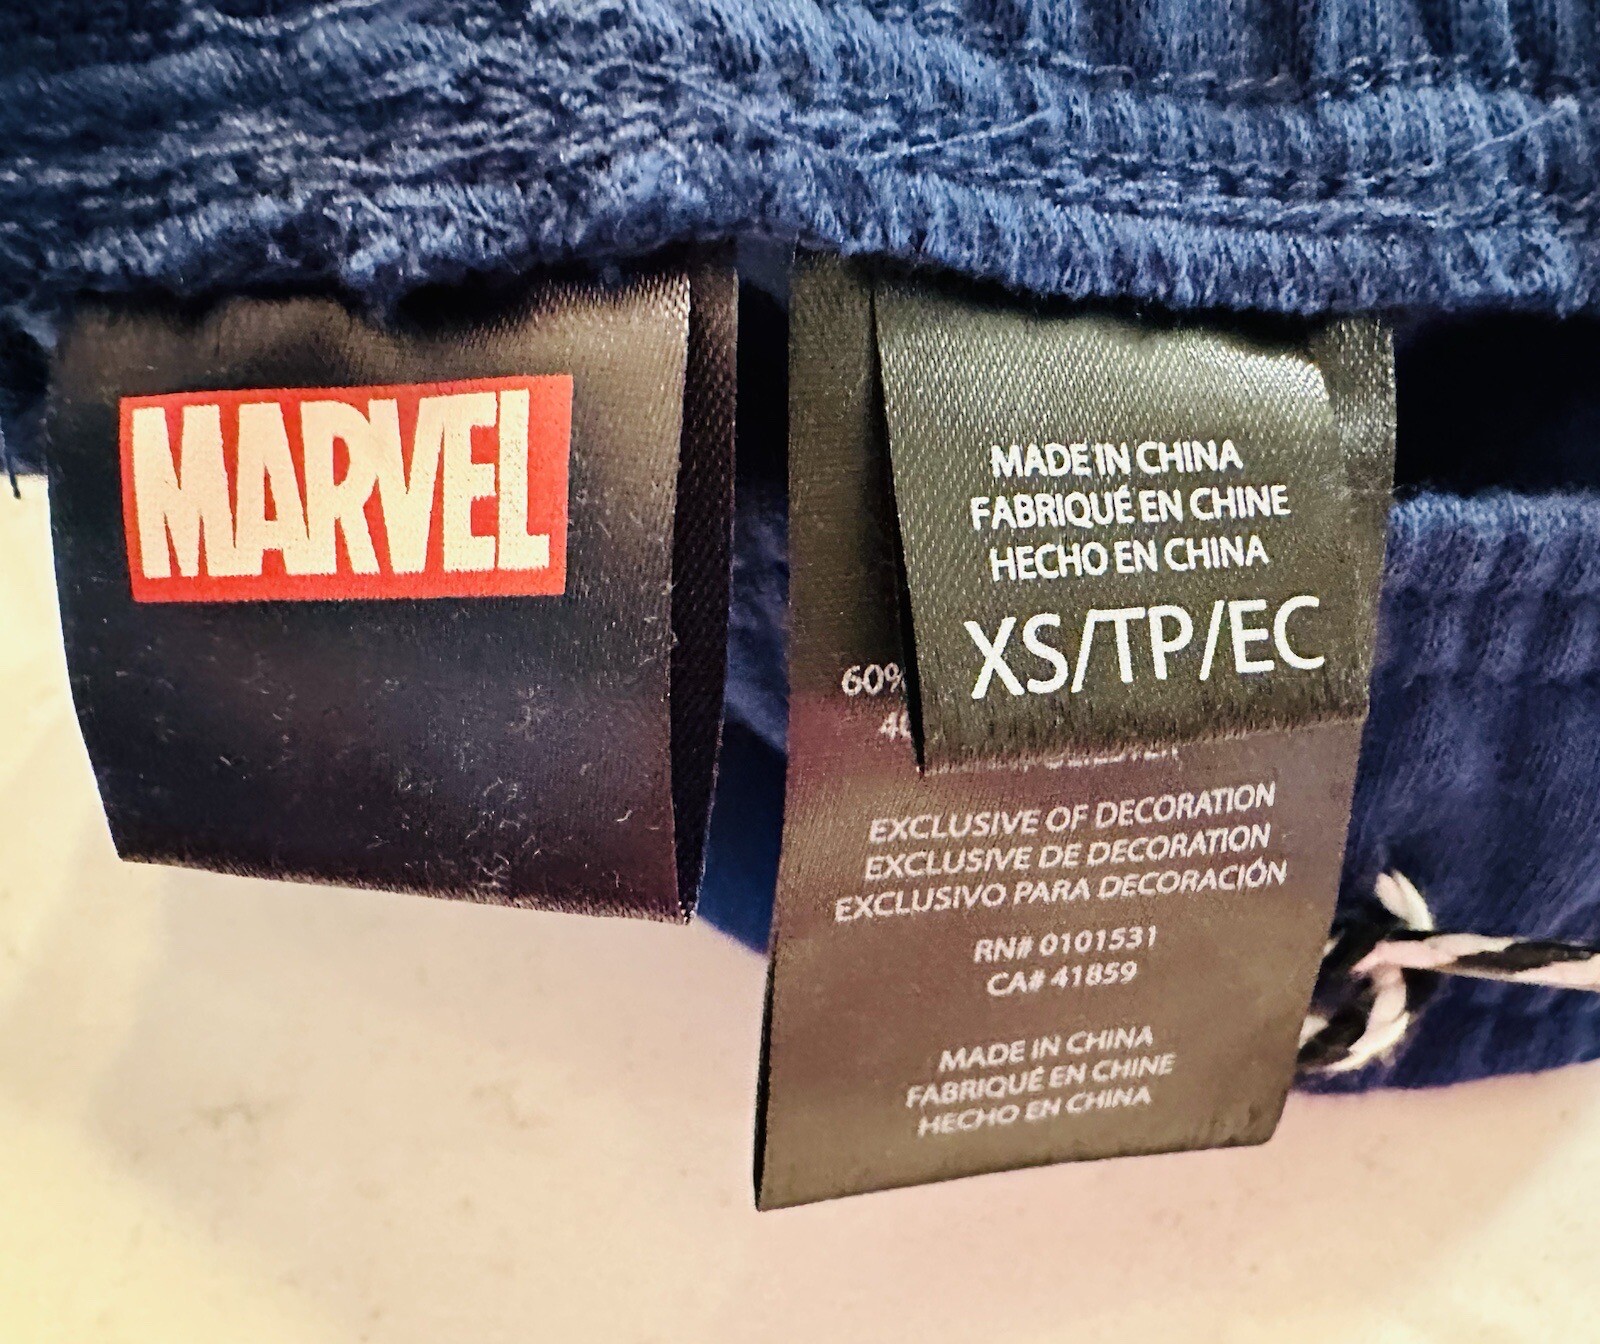 MARVEL
MADE IN CHINA
FABRIQUÉ EN CHINE
HECHO EN CHINA
XS/TP/EC
60%
EXCLUSIVE OF DECORATION
EXCLUSIVE DE DECORATION
EXCLUSIVO PARA DECORACIÓN
RN# 0101531
CA# 41859
MADE IN CHINA
FABRIQUÉ EN CHINE
HECHO EN CHINA